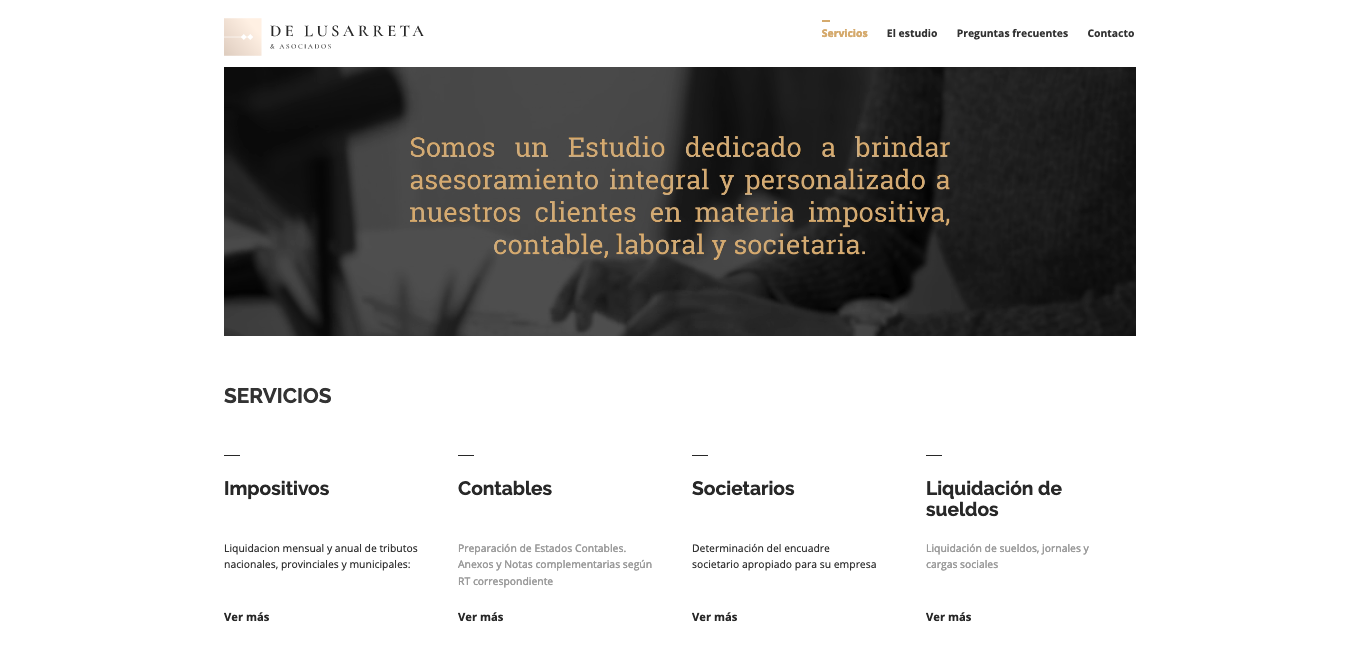 DE LUSARRETA
& ASOCIADOS
Servicios
El estudio
Preguntas frecuentes
Contacto
Somos un Estudio dedicado a brindar
asesoramiento integral y personalizado a
nuestros clientes en materia impositiva,
contable, laboral y societaria.
SERVICIOS
Impositivos
Liquidacion mensual y anual de tributos
nacionales, provinciales y municipales:
Ver más
Contables
Preparación de Estados Contables.
Anexos y Notas complementarias según
RT correspondiente
Ver más
Societarios
Determinación del encuadre
societario apropiado para su empresa
Ver más
Liquidación de
sueldos
Liquidación de sueldos, jornales y
cargas sociales
Ver más